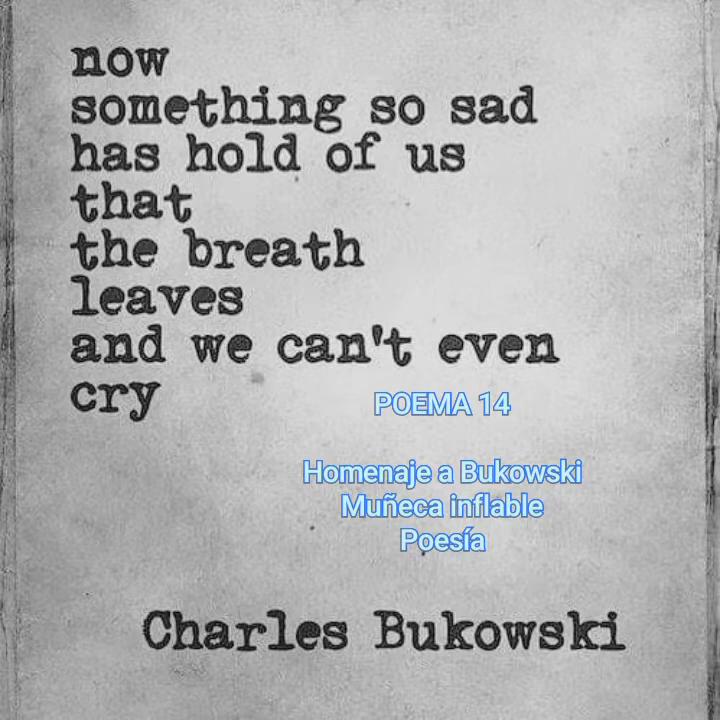 now
something so sad
has hold of us
that
the breath
leaves
and we can't even
cry
POEMA 14
Homenaje a Bukowski
Muñeca inflable
Poesía
Charles Bukowski